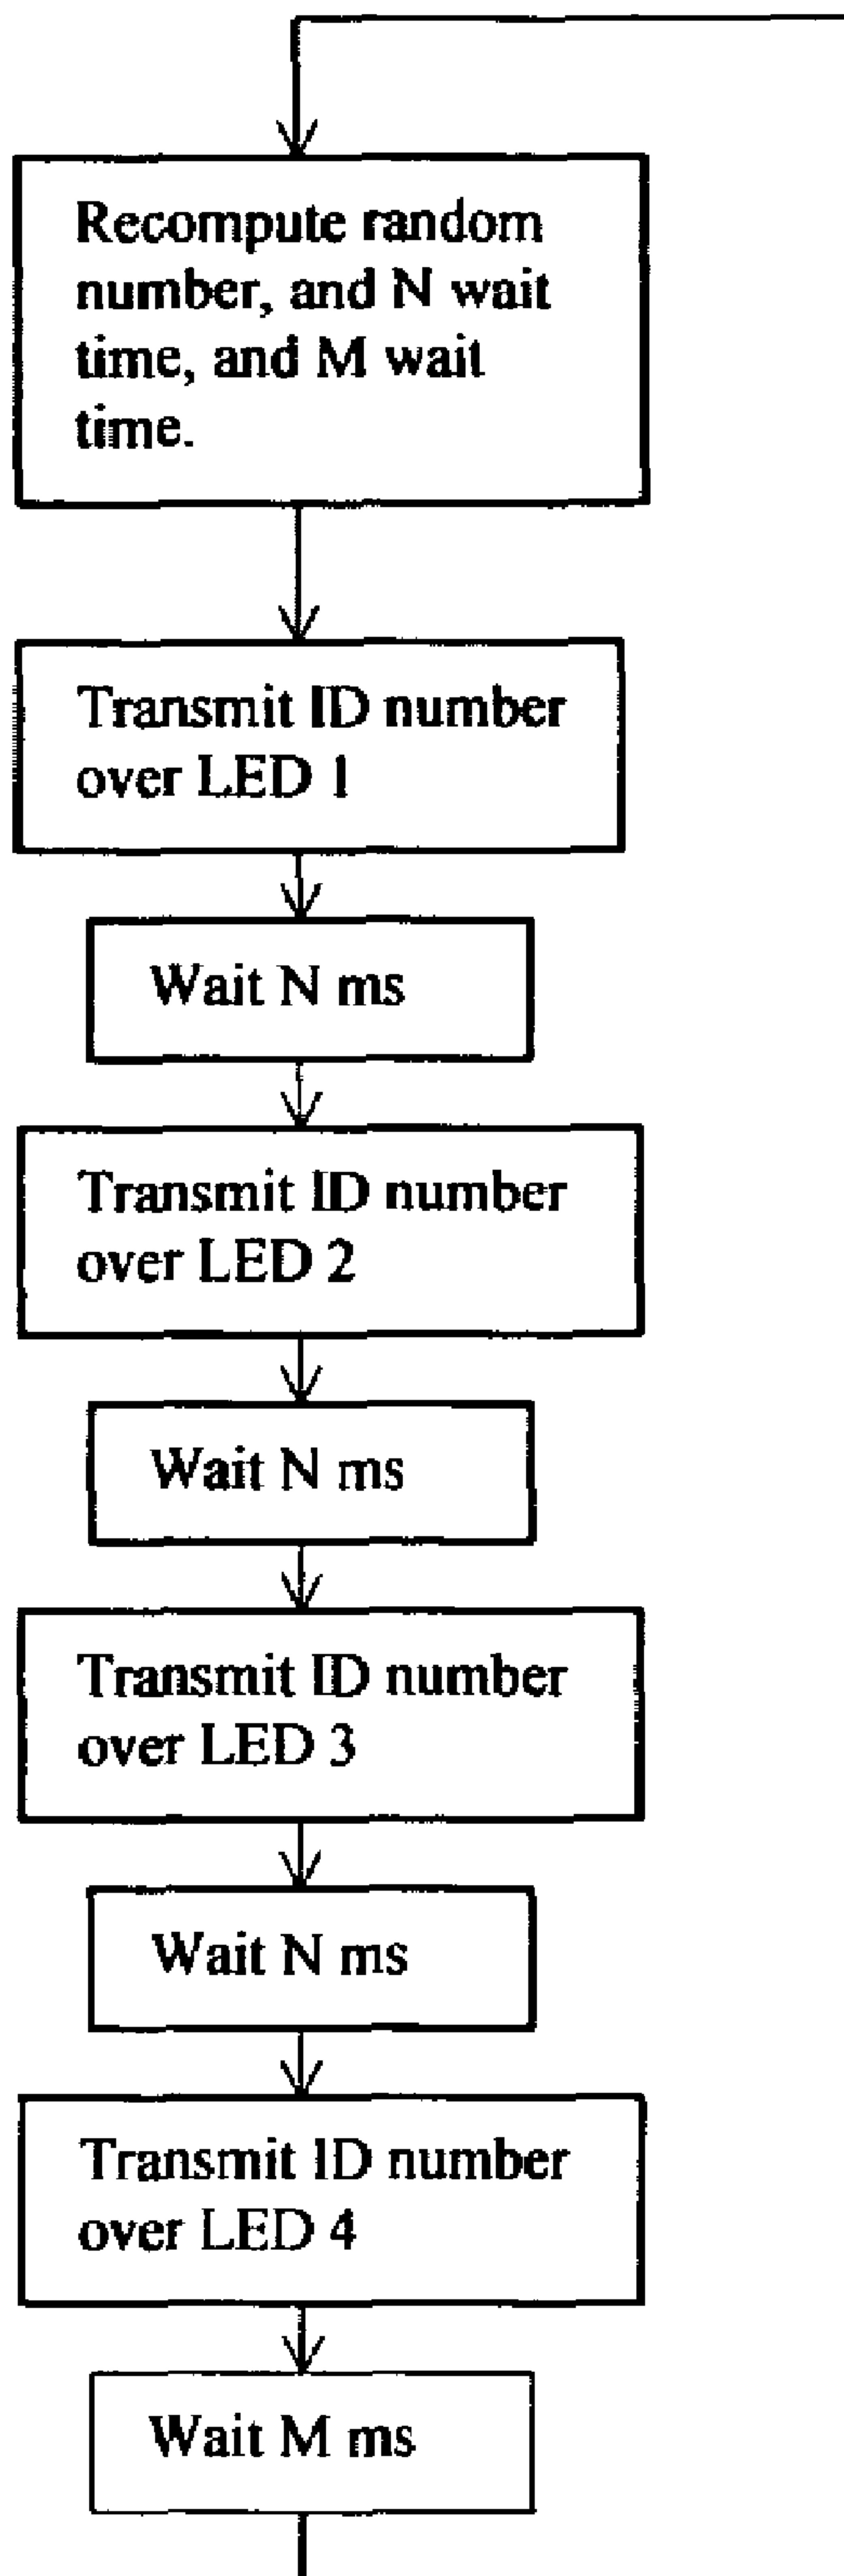 Recompute random
number, and N wait
time, and M wait
time.
Transmit ID number
over LED 1
Wait N ms
Transmit ID number
over LED 2
Wait N ms
Transmit ID number
over LED 3
Wait N ms
Transmit ID number
over LED 4
Wait M ms